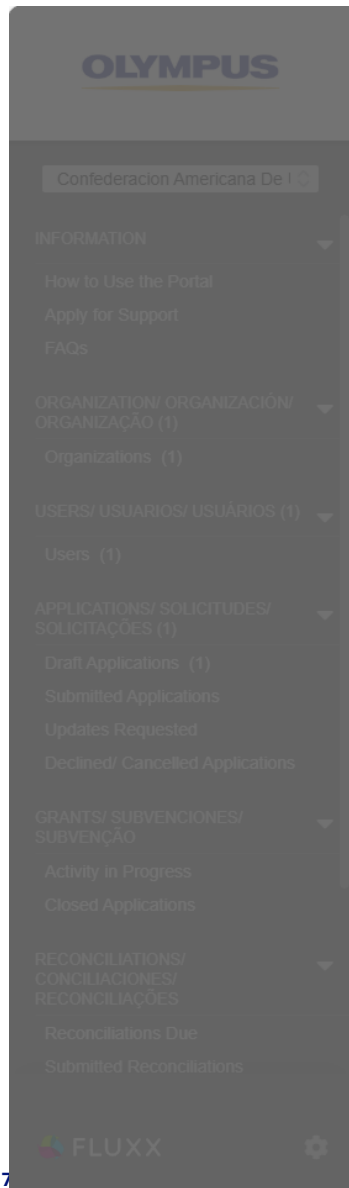 OLYMPUS
Confederacion Americana De
INFORMATION
How to Use the Portal
Apply for Support
FAQs
ORGANIZATION/ ORGANIZACIÓN/
ORGANIZAÇÃO (1)
Organizations (1)
USERS/ USUARIOS/ USUÁRIOS (1)
Users (1)
APPLICATIONS/ SOLICITUDES/
SOLICITAÇÕES (1)
Draft Applications (1)
Submitted Applications
Updates Requested
Declined/ Cancelled Applications
GRANTS/ SUBVENCIONES/
SUBVENÇÃO
Activity in Progress
Closed Applications
RECONCILIATIONS/
CONCILIACIONES/
RECONCILIAÇÕES
Reconciliations Due
Submitted Reconciliations
FLUXX
7